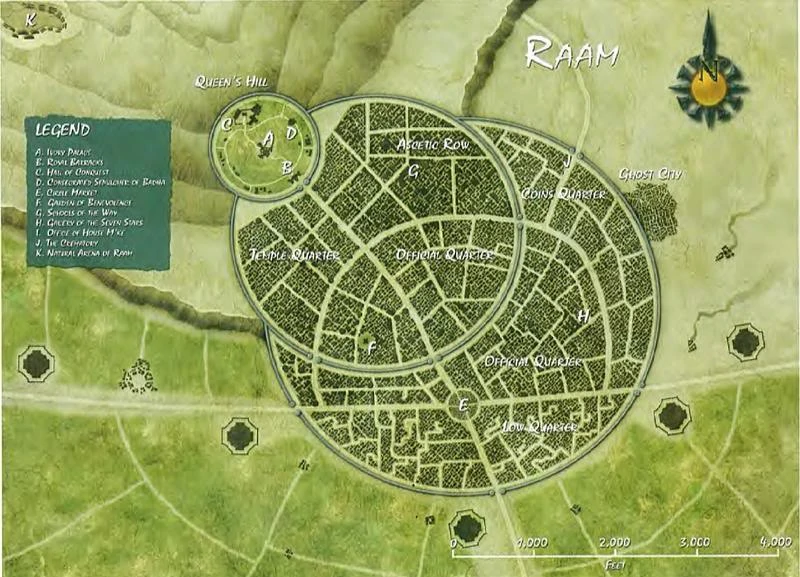 K
RAAM
N
QUEEN'S HILL
C
D
A
B
LEGEND
A. IVORY PALACE
B. ROYAL BARRACKS
C. HALL OF CONQUEST
D. CONSECRATED SEPULCHER OF BADNA
E. CIRCLE MARKET
F. GARDEN OF BENEVOLENCE
G. SCHOOLS OF THE WAY
H. GALLERY OF THE SEVEN STARS
I. OFFICE OF HOUSE M'KE
J. THE CREMATORY
K. NATURAL ARENA OF RAAM
ASCETIC ROW
G
J
GHOST CITY
COINS QUARTER
TEMPLE QUARTER
OFFICIAL QUARTER
H
F
OFFICIAL QUARTER
E
LOW QUARTER
0 1,000 2,000 3,000 4,000
FEET